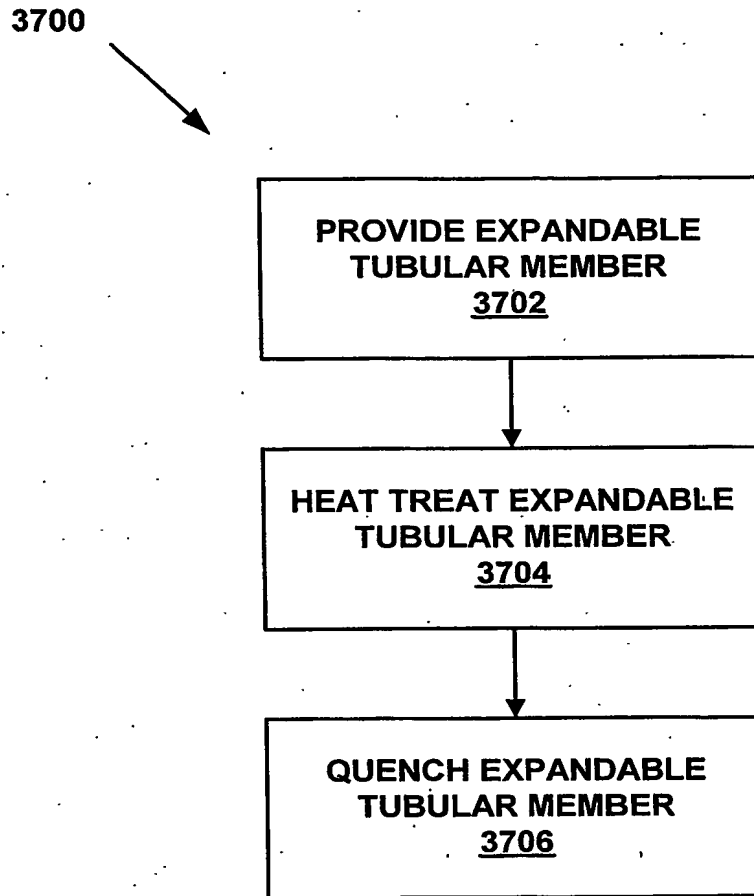 3700
PROVIDE EXPANDABLE
TUBULAR MEMBER
3702
HEAT TREAT EXPANDABLE
TUBULAR MEMBER
3704
QUENCH EXPANDABLE
TUBULAR MEMBER
3706